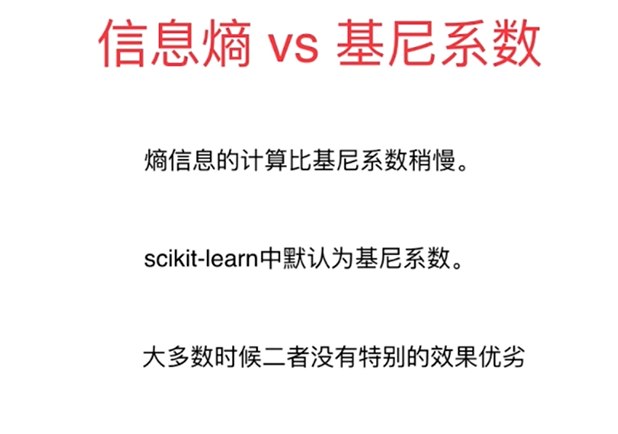 信息熵 vs 基尼系数
熵信息的计算比基尼系数稍慢。
scikit-learn中默认为基尼系数。
大多数时候二者没有特别的效果优劣